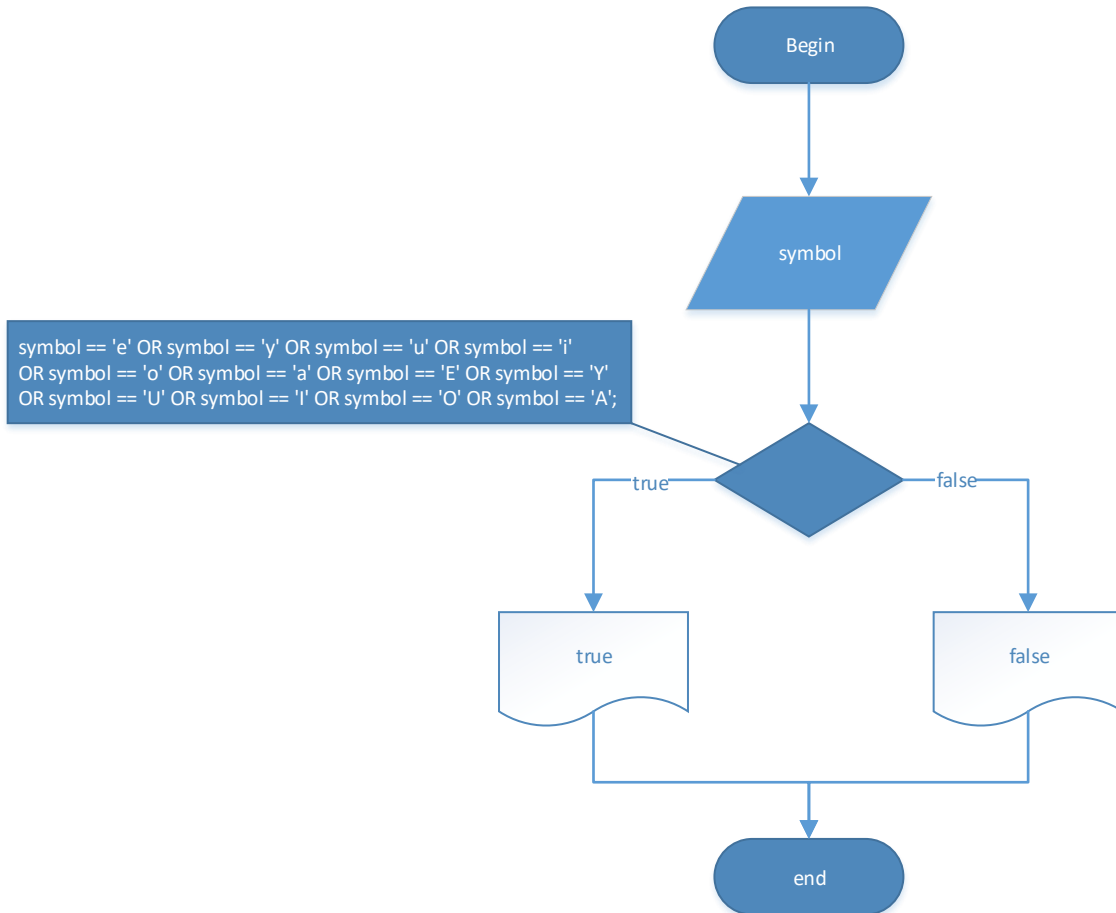 Begin
symbol
symbol == 'e' OR symbol == 'y' OR symbol == 'u' OR symbol == 'i'
OR symbol == 'o' OR symbol == 'a' OR symbol == 'E' OR symbol == 'Y'
OR symbol == 'U' OR symbol == 'I' OR symbol == 'O' OR symbol == 'A';
true
false
true
false
end